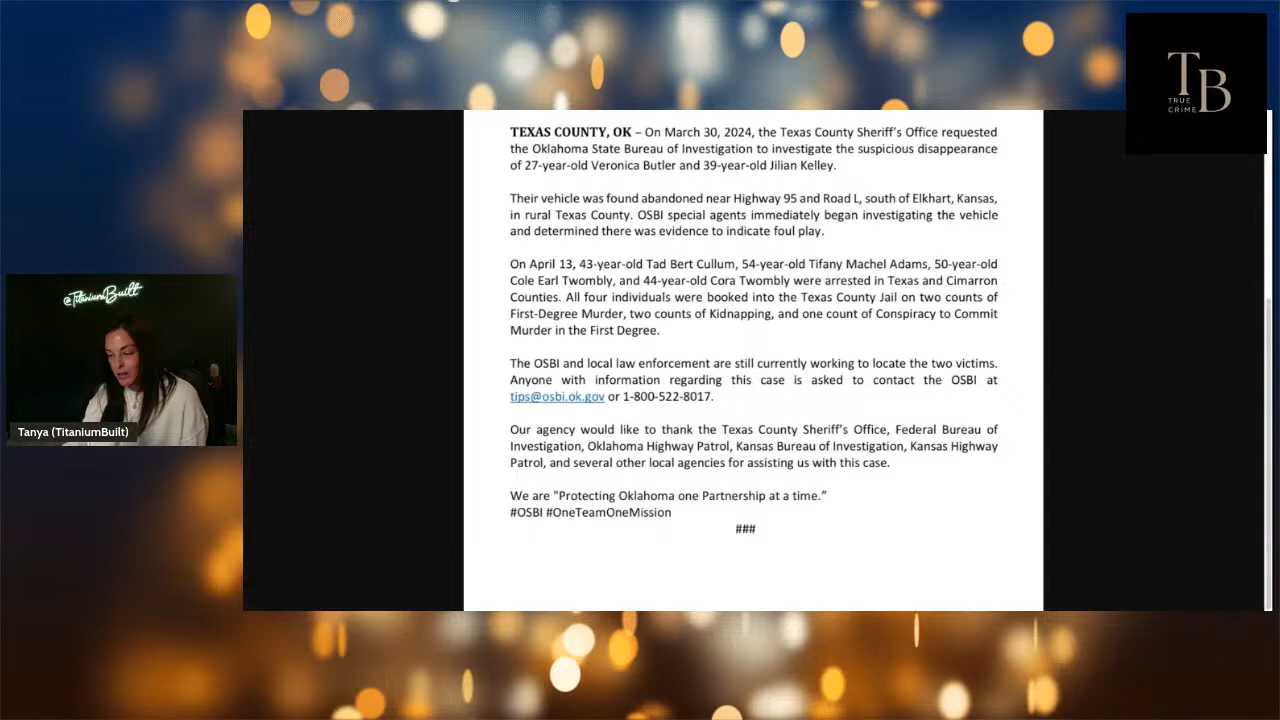 TB
TRUE
CRIME
TEXAS COUNTY, OK – On March 30, 2024, the Texas County Sheriff's Office requested
the Oklahoma State Bureau of Investigation to investigate the suspicious disappearance
of 27-year-old Veronica Butler and 39-year-old Jilian Kelley.
Their vehicle was found abandoned near Highway 95 and Road L, south of Elkhart, Kansas,
in rural Texas County. OSBI special agents immediately began investigating the vehicle
and determined there was evidence to indicate foul play.
On April 13, 43-year-old Tad Bert Cullum, 54-year-old Tifany Machel Adams, 50-year-old
Cole Earl Twombly, and 44-year-old Cora Twombly were arrested in Texas and Cimarron
Counties. All four individuals were booked into the Texas County Jail on two counts of
First-Degree Murder, two counts of Kidnapping, and one count of Conspiracy to Commit
Murder in the First Degree.
The OSBI and local law enforcement are still currently working to locate the two victims.
Anyone with information regarding this case is asked to contact the OSBI at
tips@osbi.ok.gov or 1-800-522-8017.
Our agency would like to thank the Texas County Sheriff's Office, Federal Bureau of
Investigation, Oklahoma Highway Patrol, Kansas Bureau of Investigation, Kansas Highway
Patrol, and several other local agencies for assisting us with this case.
We are "Protecting Oklahoma one Partnership at a time."
#OSBI #OneTeamOneMission
###
@TitaniumBuilt
Tanya (TitaniumBuilt)